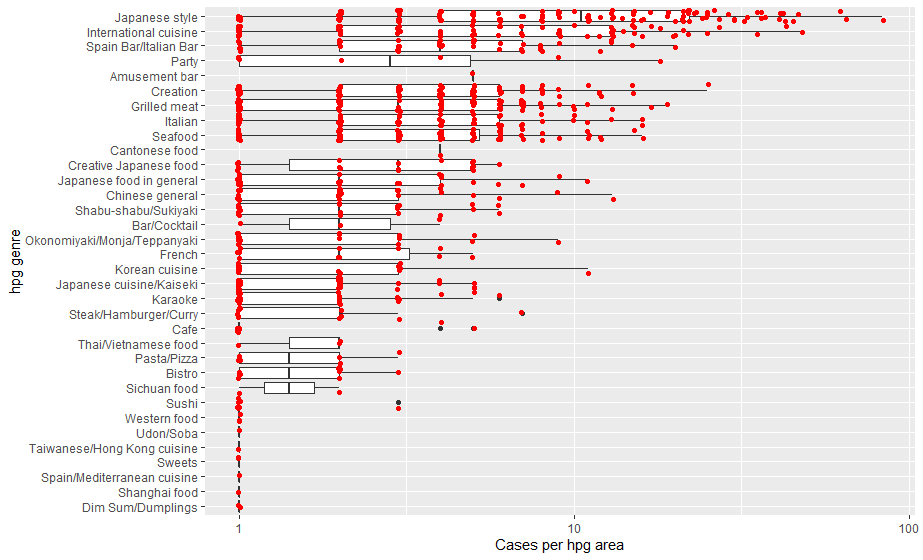 Japanese style
International cuisine
Spain Bar/Italian Bar
Party
Amusement bar
Creation
Grilled meat
Italian
Seafood
Cantonese food
Creative Japanese food
Japanese food in general
Chinese general
Shabu-shabu/Sukiyaki
Bar/Cocktail
Okonomiyaki/Monja/Teppanyaki
French
Korean cuisine
Japanese cuisine/Kaiseki
Karaoke
Steak/Hamburger/Curry
Cafe
Thai/Vietnamese food
Pasta/Pizza
Bistro
Sichuan food
Sushi
Western food
Udon/Soba
Taiwanese/Hong Kong cuisine
Sweets
Spain/Mediterranean cuisine
Shanghai food
Dim Sum/Dumplings
hpg genre
1
10
100
Cases per hpg area